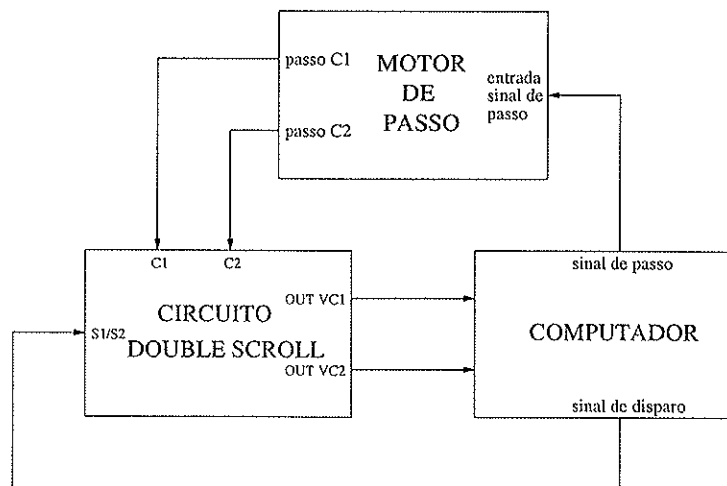 passo C1
MOTOR
DE
PASSO
passo C2
entrada
sinal de
passo
C1
C2
OUT VC1
CIRCUITO
S1/S2
DOUBLE SCROLL
OUT VC2
sinal de passo
COMPUTADOR
sinal de disparo